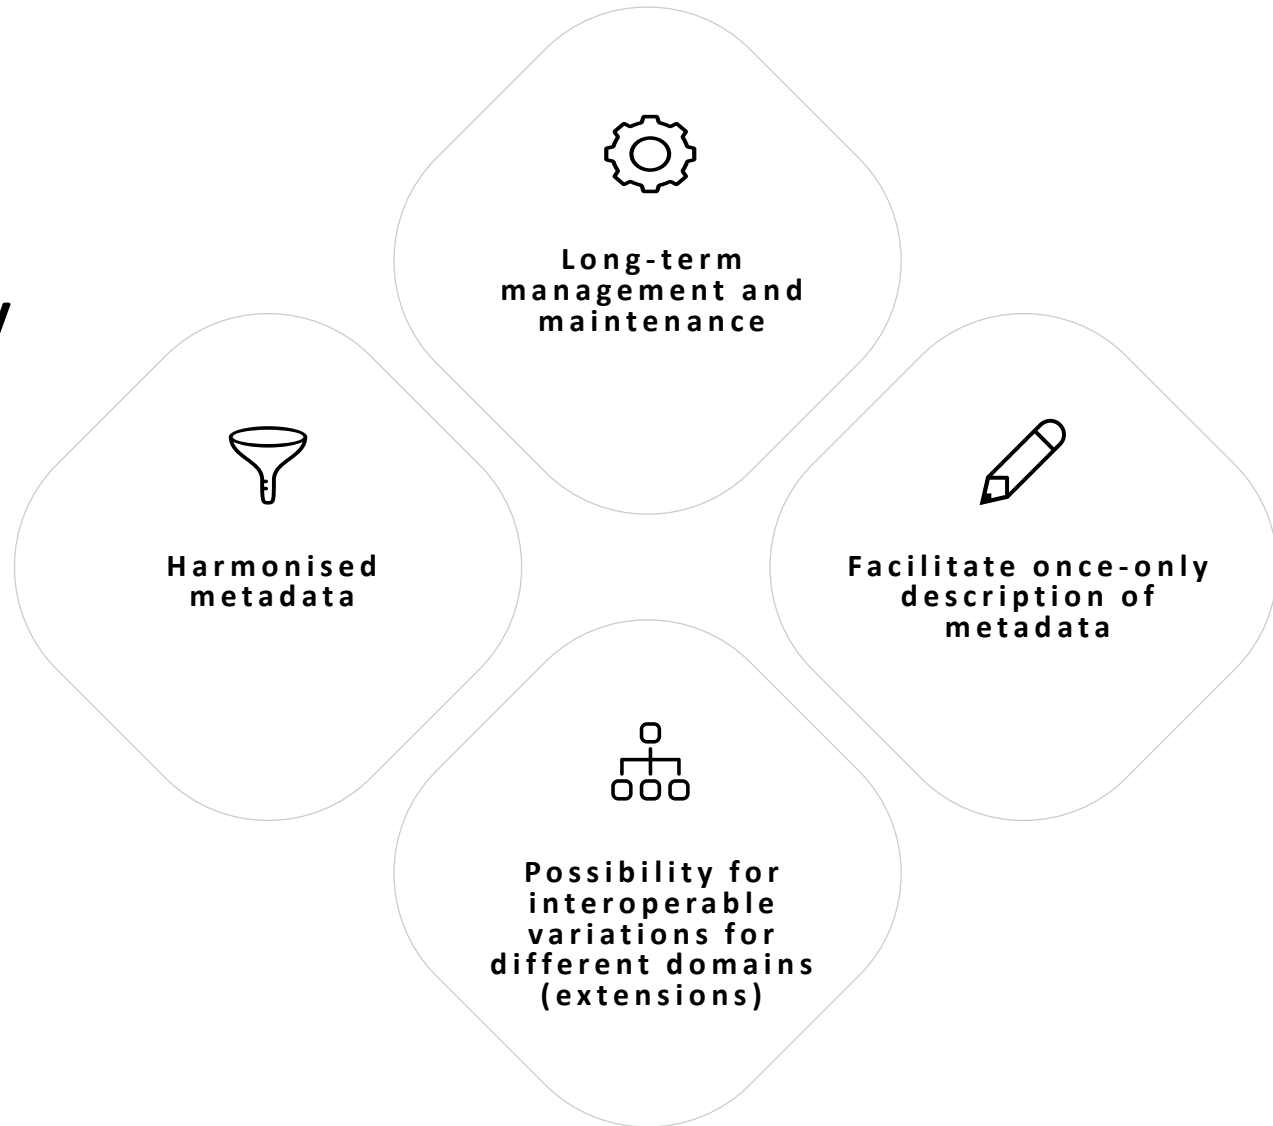 Long-term
management and
maintenance
Harmonised
metadata
Facilitate once-only
description of
metadata
Possibility for
interoperable
variations for
different domains
(extensions)